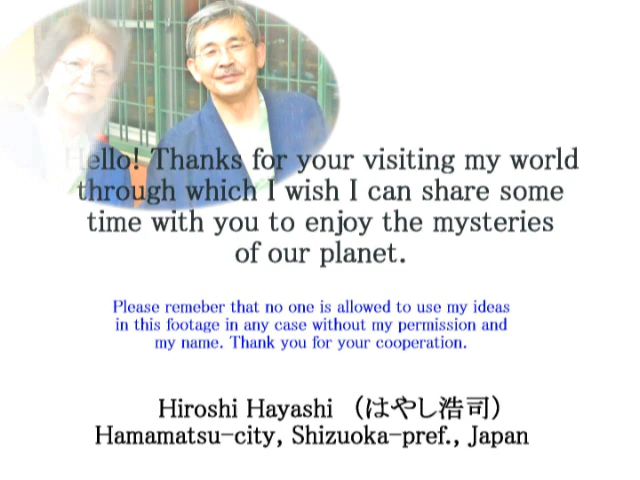 Hello! Thanks for your visiting my world
through which I wish I can share some
time with you to enjoy the mysteries
of our planet.
Please remeber that no one is allowed to use my ideas
in this footage in any case without my permission and
my name. Thank you for your cooperation.
Hiroshi Hayashi （はやし浩司）
Hamamatsu-city, Shizuoka-pref., Japan